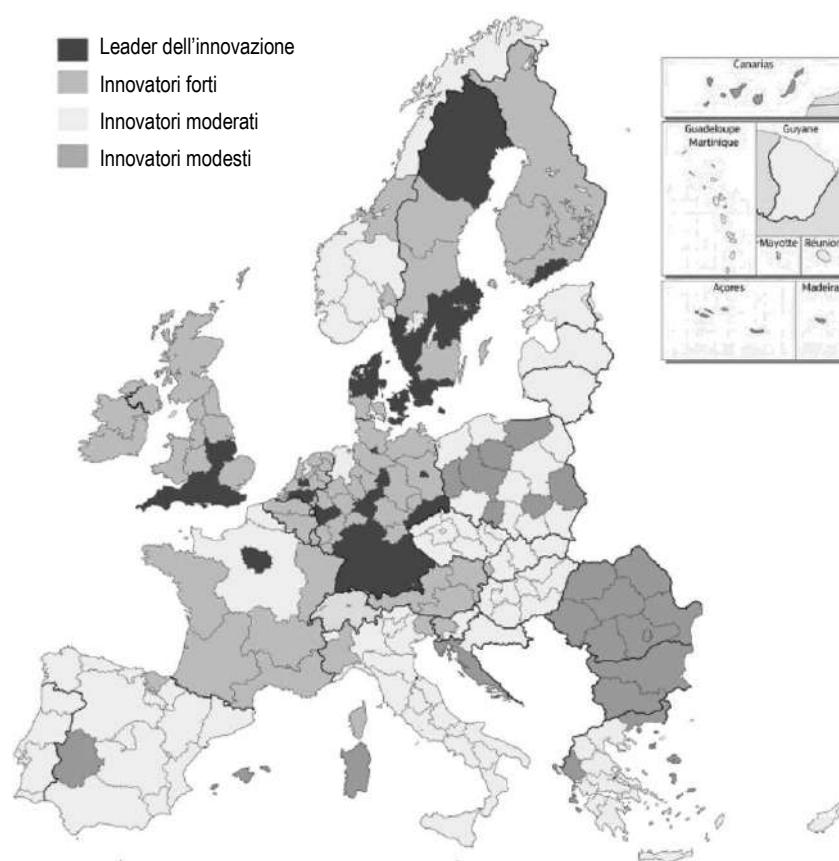 Leader dell'innovazione
Innovatori forti
Innovatori moderati
Innovatori modesti
Canarias
Guadeloupe
Martinique
Guyane
Mayotte
Réunion
Açores
Madeira